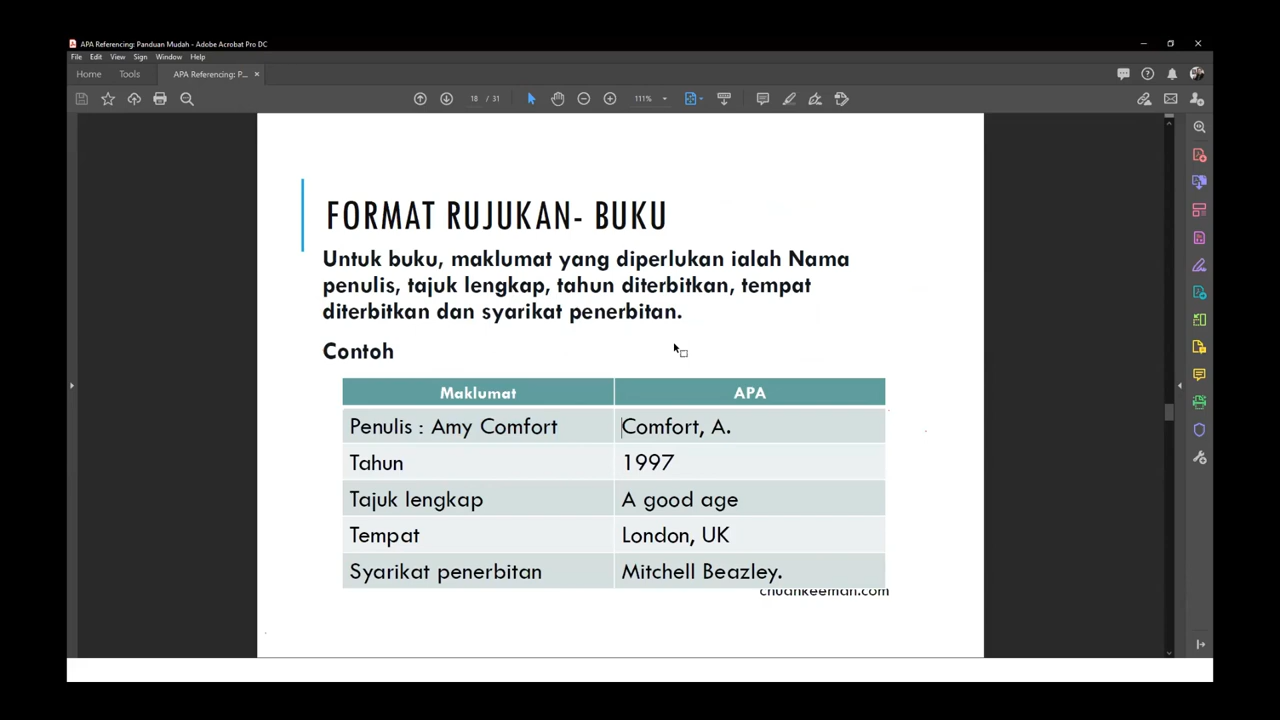 APA Referencing: Panduan Mudah - Adobe Acrobat Pro DC
File Edit View Sign Window Help
Home Tools APA Referencing: P... ×
18 / 31 111%
FORMAT RUJUKAN- BUKU
Untuk buku, maklumat yang diperlukan ialah Nama
penulis, tajuk lengkap, tahun diterbitkan, tempat
diterbitkan dan syarikat penerbitan.
Contoh
Maklumat APA
Penulis : Amy Comfort Comfort, A.
Tahun 1997
Tajuk lengkap A good age
Tempat London, UK
Syarikat penerbitan Mitchell Beazley.
chuahkeeman.com